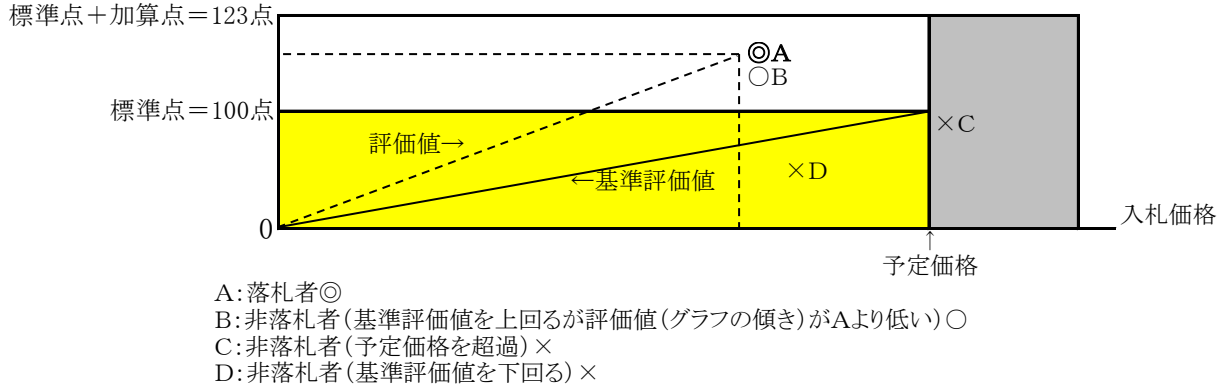 標準点＋加算点＝123点
◎A
○B
標準点＝100点
×C
評価値→
×D
←基準評価値
0
入札価格
↑
予定価格
A：落札者◎
B：非落札者（基準評価値を上回るが評価値（グラフの傾き）がAより低い）○
C：非落札者（予定価格を超過）×
D：非落札者（基準評価値を下回る）×